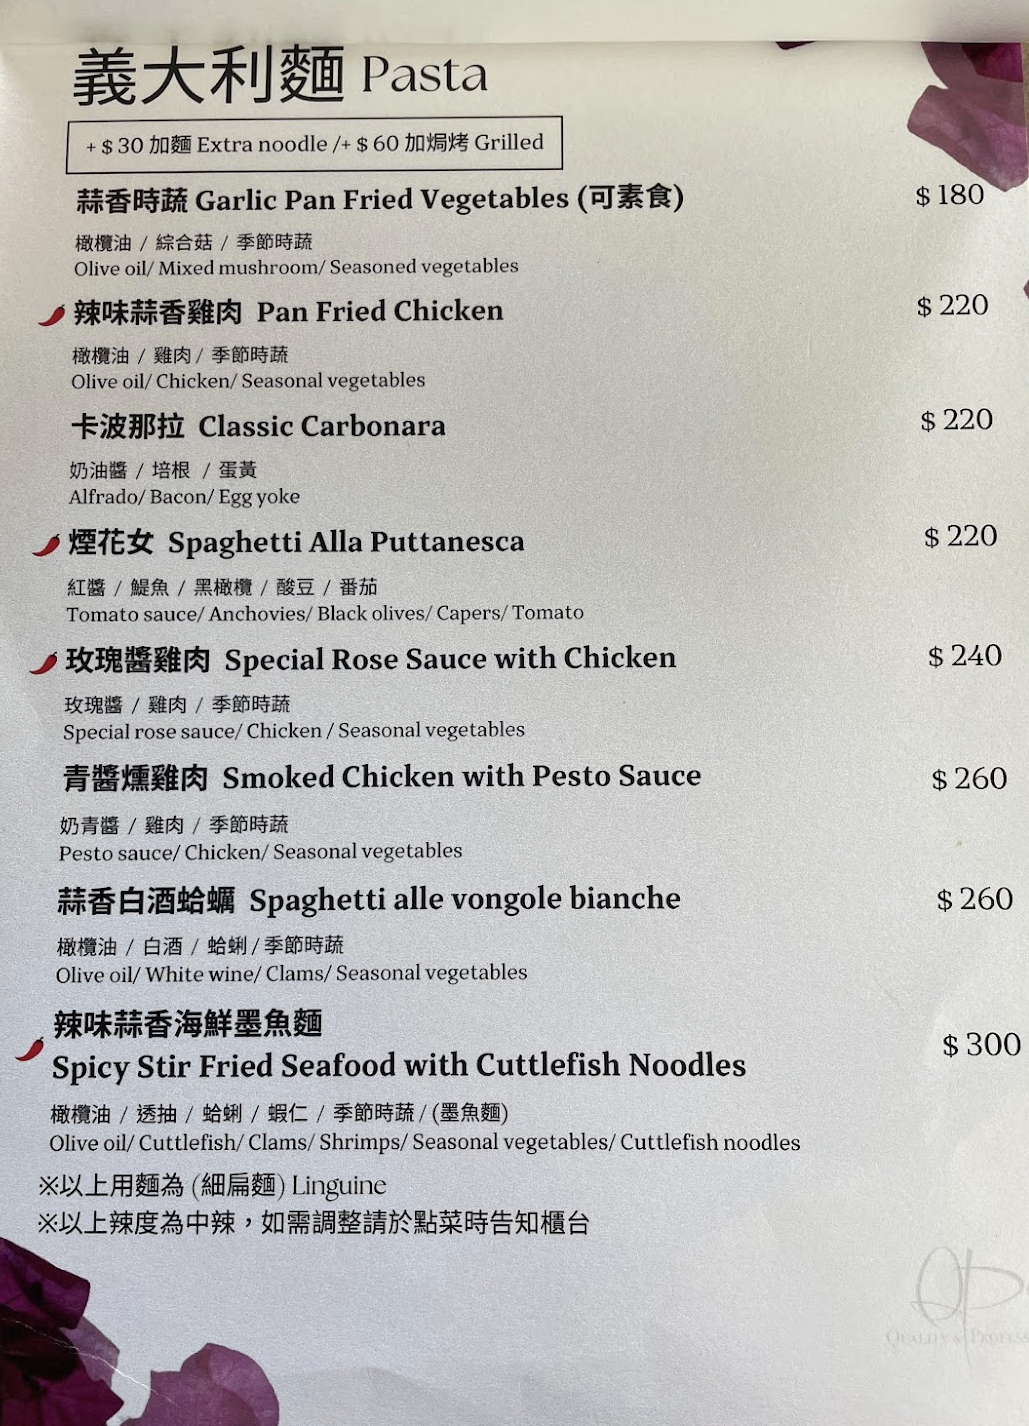 義大利麵 Pasta
+ $ 30 加麵 Extra noodle /+ $ 60 加焗烤 Grilled
蒜香時蔬 Garlic Pan Fried Vegetables (可素食) $ 180
橄欖油 / 綜合菇 / 季節時蔬
Olive oil/ Mixed mushroom/ Seasoned vegetables
辣味蒜香雞肉 Pan Fried Chicken $ 220
橄欖油 / 雞肉 / 季節時蔬
Olive oil/ Chicken/ Seasonal vegetables
卡波那拉 Classic Carbonara $ 220
奶油醬 / 培根 / 蛋黃
Alfrado/ Bacon/ Egg yoke
煙花女 Spaghetti Alla Puttanesca $ 220
紅醬 / 鯷魚 / 黑橄欖 / 酸豆 / 番茄
Tomato sauce/ Anchovies/ Black olives/ Capers/ Tomato
玫瑰醬雞肉 Special Rose Sauce with Chicken $ 240
玫瑰醬 / 雞肉 / 季節時蔬
Special rose sauce/ Chicken / Seasonal vegetables
青醬燻雞肉 Smoked Chicken with Pesto Sauce $ 260
奶青醬 / 雞肉 / 季節時蔬
Pesto sauce/ Chicken/ Seasonal vegetables
蒜香白酒蛤蠣 Spaghetti alle vongole bianche $ 260
橄欖油 / 白酒 / 蛤蜊 / 季節時蔬
Olive oil/ White wine/ Clams/ Seasonal vegetables
辣味蒜香海鮮墨魚麵
Spicy Stir Fried Seafood with Cuttlefish Noodles $ 300
橄欖油 / 透抽 / 蛤蜊 / 蝦仁 / 季節時蔬 / (墨魚麵)
Olive oil/ Cuttlefish/ Clams/ Shrimps/ Seasonal vegetables/ Cuttlefish noodles
※以上用麵為 (細扁麵) Linguine
※以上辣度為中辣，如需調整請於點菜時告知櫃台
QUALITY &